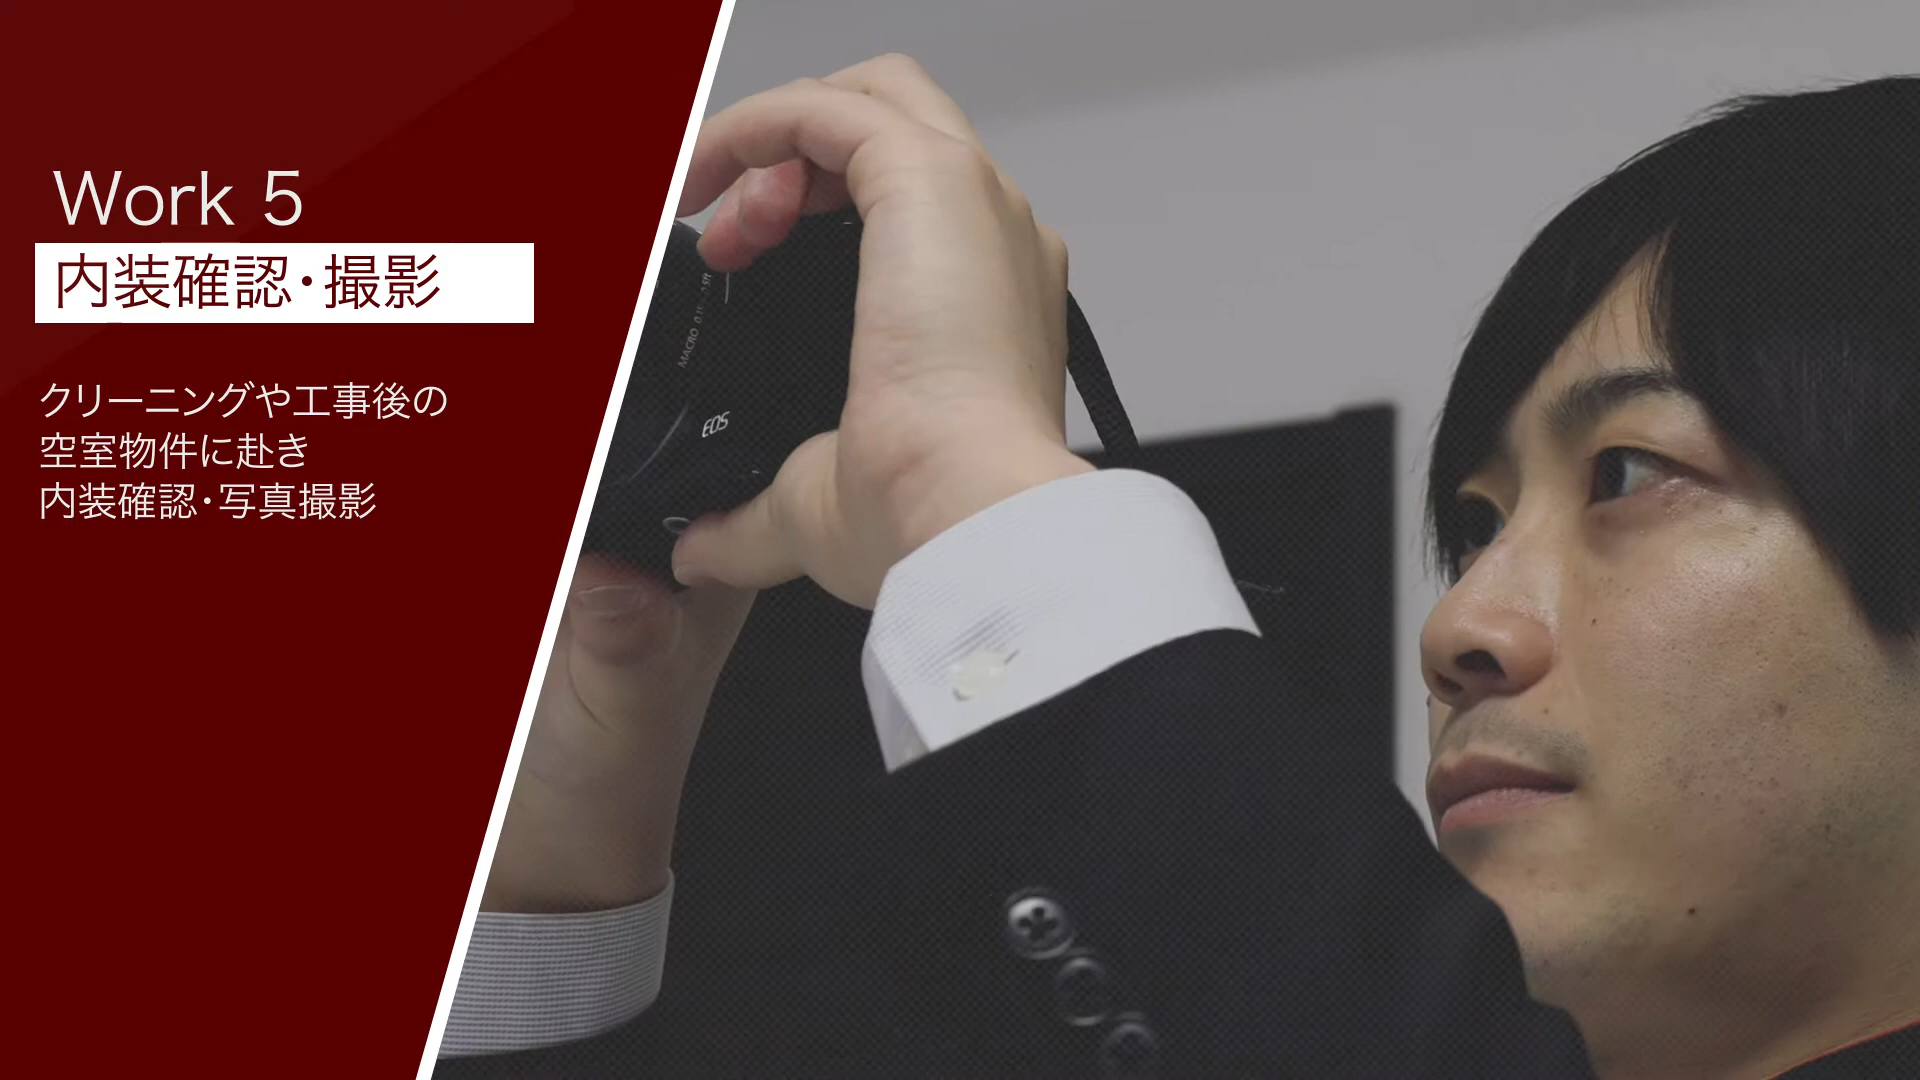 Work 5
内装確認・撮影
クリーニングや工事後の
空室物件に赴き
内装確認・写真撮影
EOS
MACRO